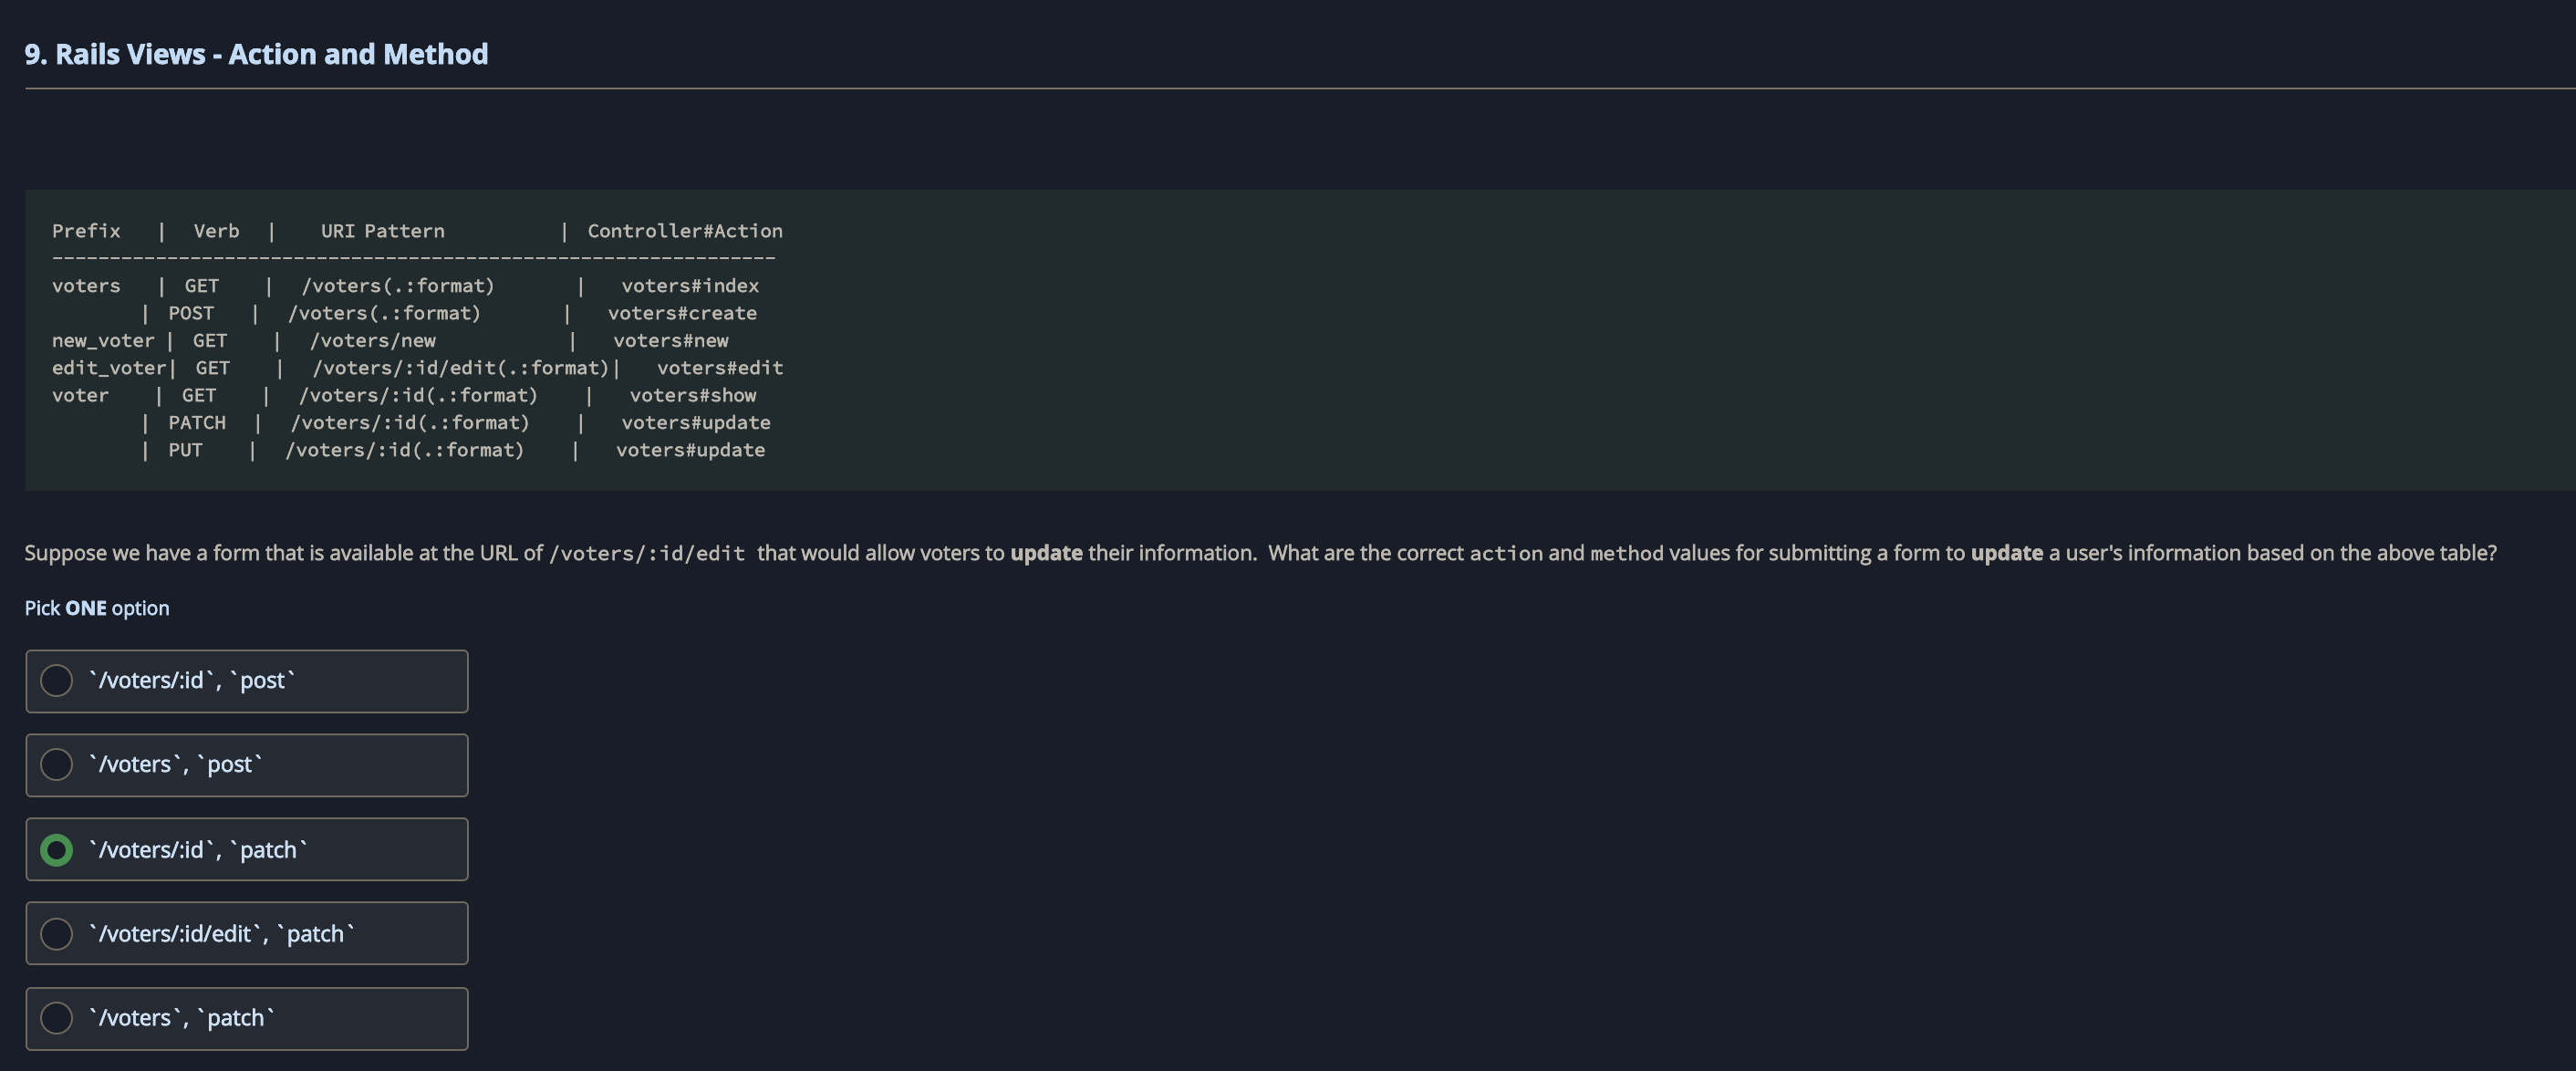 9. Rails Views - Action and Method
Prefix | Verb | URI Pattern | Controller#Action
---------------------------------------------------------------
voters | GET | /voters(.:format) | voters#index
| POST | /voters(.:format) | voters#create
new_voter | GET | /voters/new | voters#new
edit_voter| GET | /voters/:id/edit(.:format)| voters#edit
voter | GET | /voters/:id(.:format) | voters#show
| PATCH | /voters/:id(.:format) | voters#update
| PUT | /voters/:id(.:format) | voters#update
Suppose we have a form that is available at the URL of /voters/:id/edit that would allow voters to update their information. What are the correct action and method values for submitting a form to update a user's information based on the above table?
Pick ONE option
`/voters/:id`, `post`
`/voters`, `post`
`/voters/:id`, `patch`
`/voters/:id/edit`, `patch`
`/voters`, `patch`